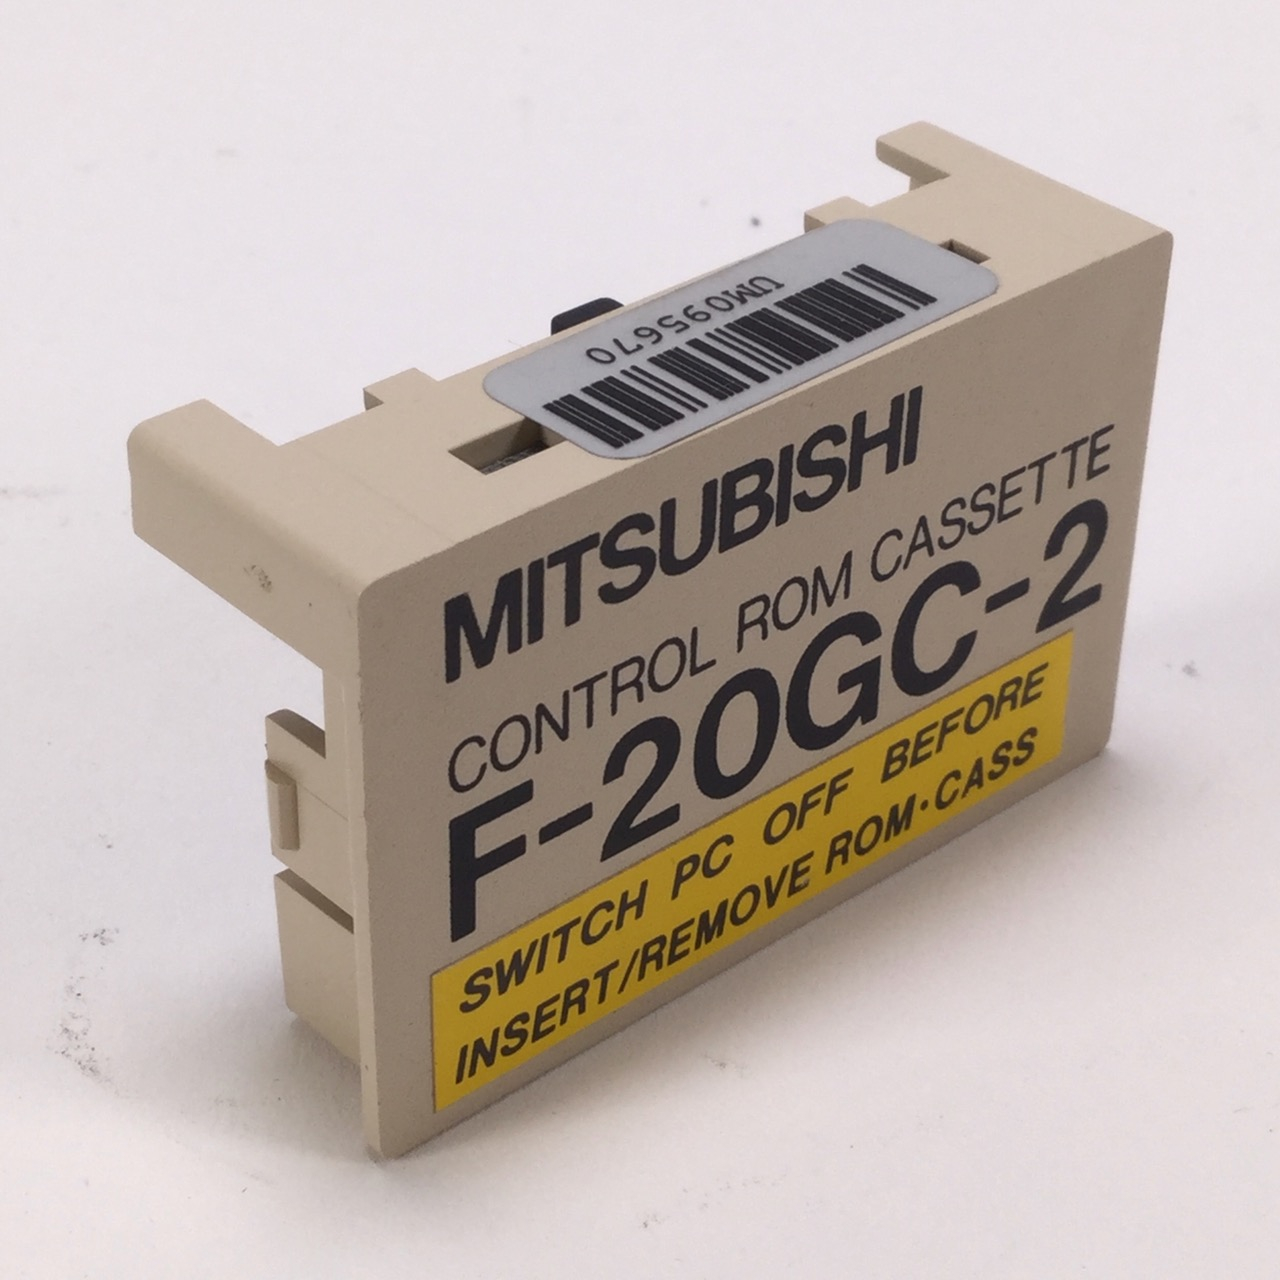 UM095670
MITSUBISHI
CONTROL ROM CASSETTE
F-20GC-2
SWITCH PC OFF BEFORE
INSERT/REMOVE ROM·CASS